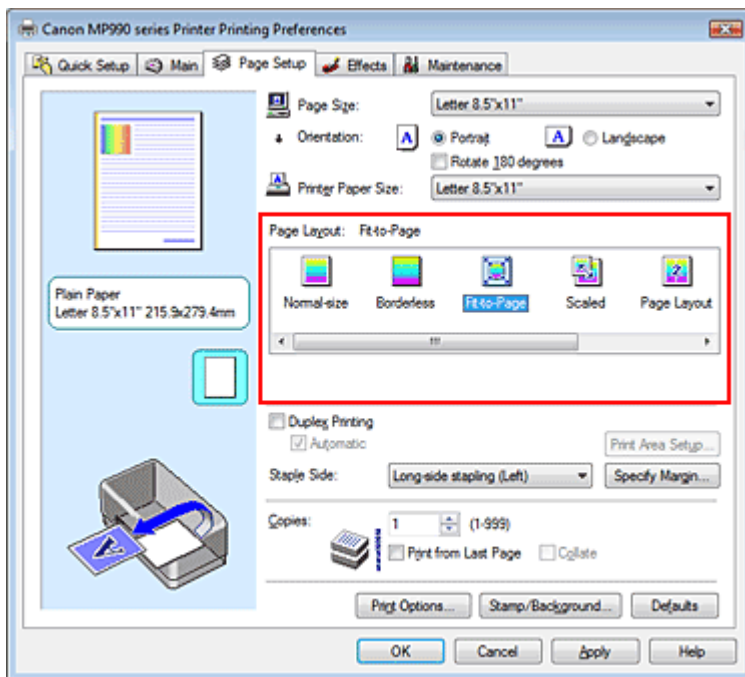 Canon MP990 series Printer Printing Preferences
Quick Setup Main Page Setup Effects Maintenance
Page Size: Letter 8.5"x11"
Orientation: A Portrait A Landscape
Rotate 180 degrees
Printer Paper Size: Letter 8.5"x11"
Page Layout: Fit-to-Page
Normal-size Borderless Fit-to-Page Scaled Page Layout
Plain Paper
Letter 8.5"x11" 215.9x279.4mm
Duplex Printing
Automatic Print Area Setup...
Staple Side: Long-side stapling (Left) Specify Margin...
Copies: 1 (1-999)
Print from Last Page Collate
Print Options... Stamp/Background... Defaults
OK Cancel Apply Help